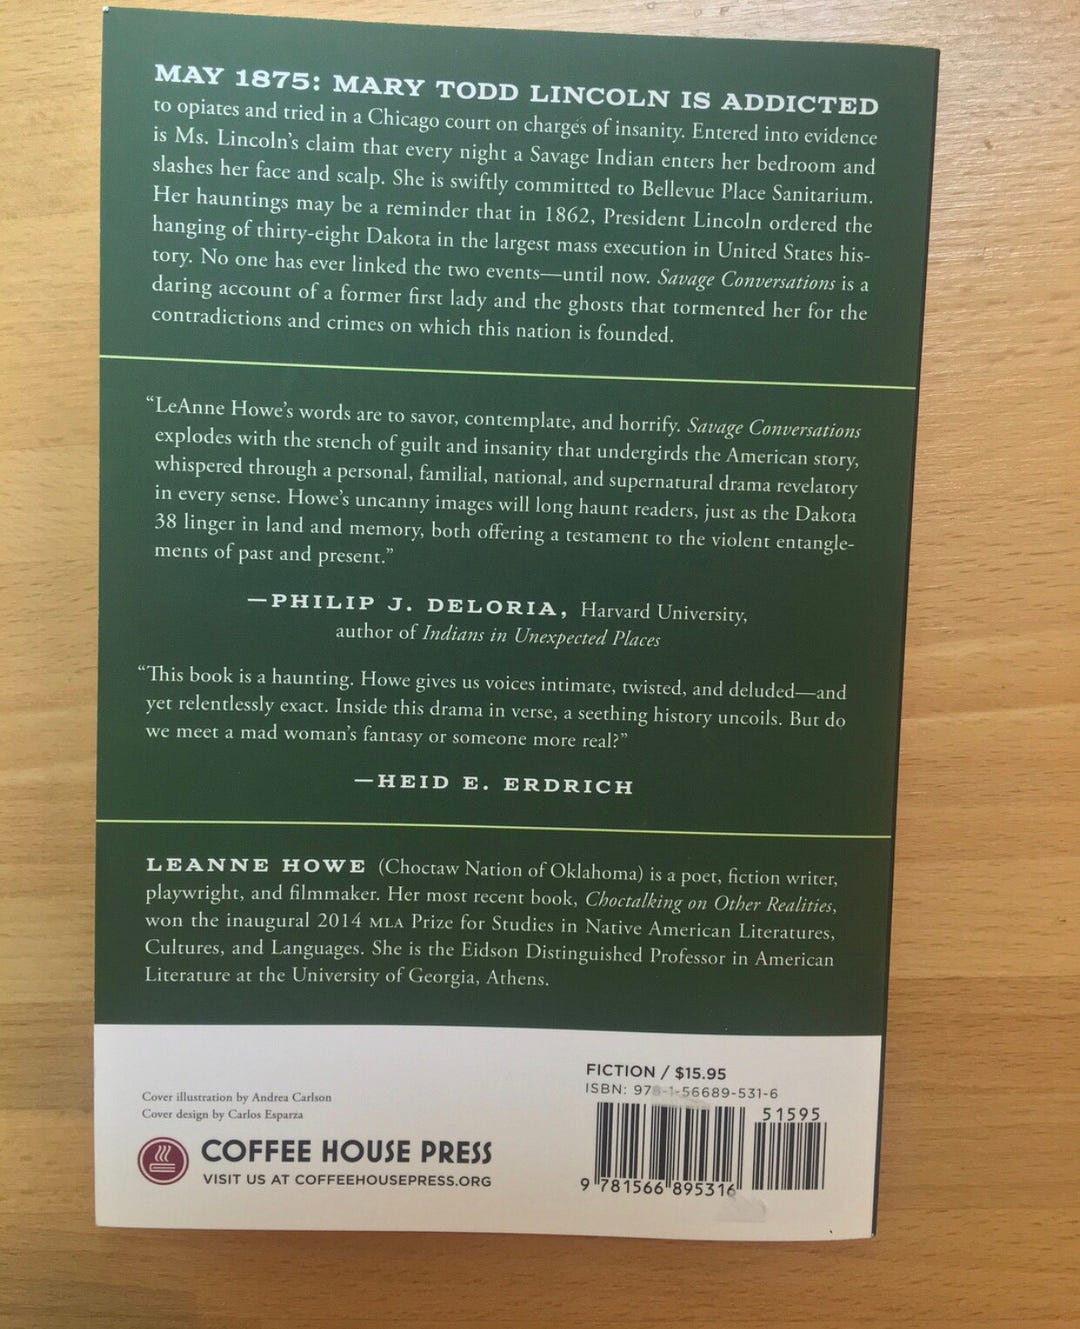 MAY 1875: MARY TODD LINCOLN IS ADDICTED
to opiates and tried in a Chicago court on charges of insanity. Entered into evidence
is Ms. Lincoln's claim that every night a Savage Indian enters her bedroom and
slashes her face and scalp. She is swiftly committed to Bellevue Place Sanitarium.
Her hauntings may be a reminder that in 1862, President Lincoln ordered the
hanging of thirty-eight Dakota in the largest mass execution in United States his-
tory. No one has ever linked the two events—until now. Savage Conversations is a
daring account of a former first lady and the ghosts that tormented her for the
contradictions and crimes on which this nation is founded.
“LeAnne Howe's words are to savor, contemplate, and horrify. Savage Conversations
explodes with the stench of guilt and insanity that undergirds the American story,
whispered through a personal, familial, national, and supernatural drama revelatory
in every sense. Howe's uncanny images will long haunt readers, just as the Dakota
38 linger in land and memory, both offering a testament to the violent entangle-
ments of past and present.”
—PHILIP J. DELORIA, Harvard University,
author of Indians in Unexpected Places
“This book is a haunting. Howe gives us voices intimate, twisted, and deluded—and
yet relentlessly exact. Inside this drama in verse, a seething history uncoils. But do
we meet a mad woman's fantasy or someone more real?”
—HEID E. ERDRICH
LEANNE HOWE (Choctaw Nation of Oklahoma) is a poet, fiction writer,
playwright, and filmmaker. Her most recent book, Choctalking on Other Realities,
won the inaugural 2014 MLA Prize for Studies in Native American Literatures,
Cultures, and Languages. She is the Eidson Distinguished Professor in American
Literature at the University of Georgia, Athens.
Cover illustration by Andrea Carlson
Cover design by Carlos Esparza
COFFEE HOUSE PRESS
VISIT US AT COFFEEHOUSEPRESS.ORG
FICTION / $15.95
ISBN: 978-1-56689-531-6
51595
9 781566 895316